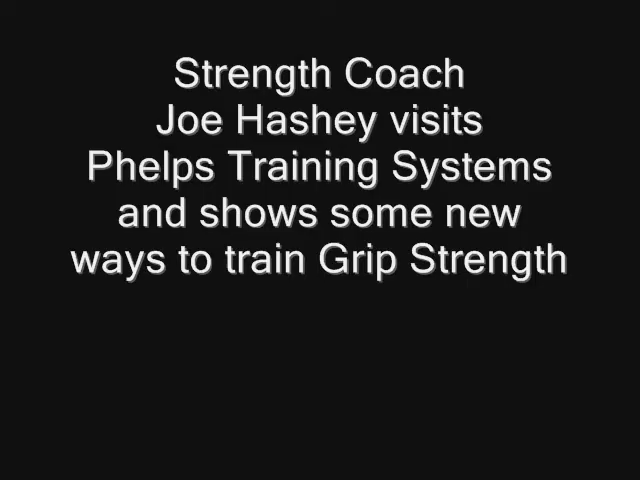 Strength Coach
Joe Hashey visits
Phelps Training Systems
and shows some new
ways to train Grip Strength